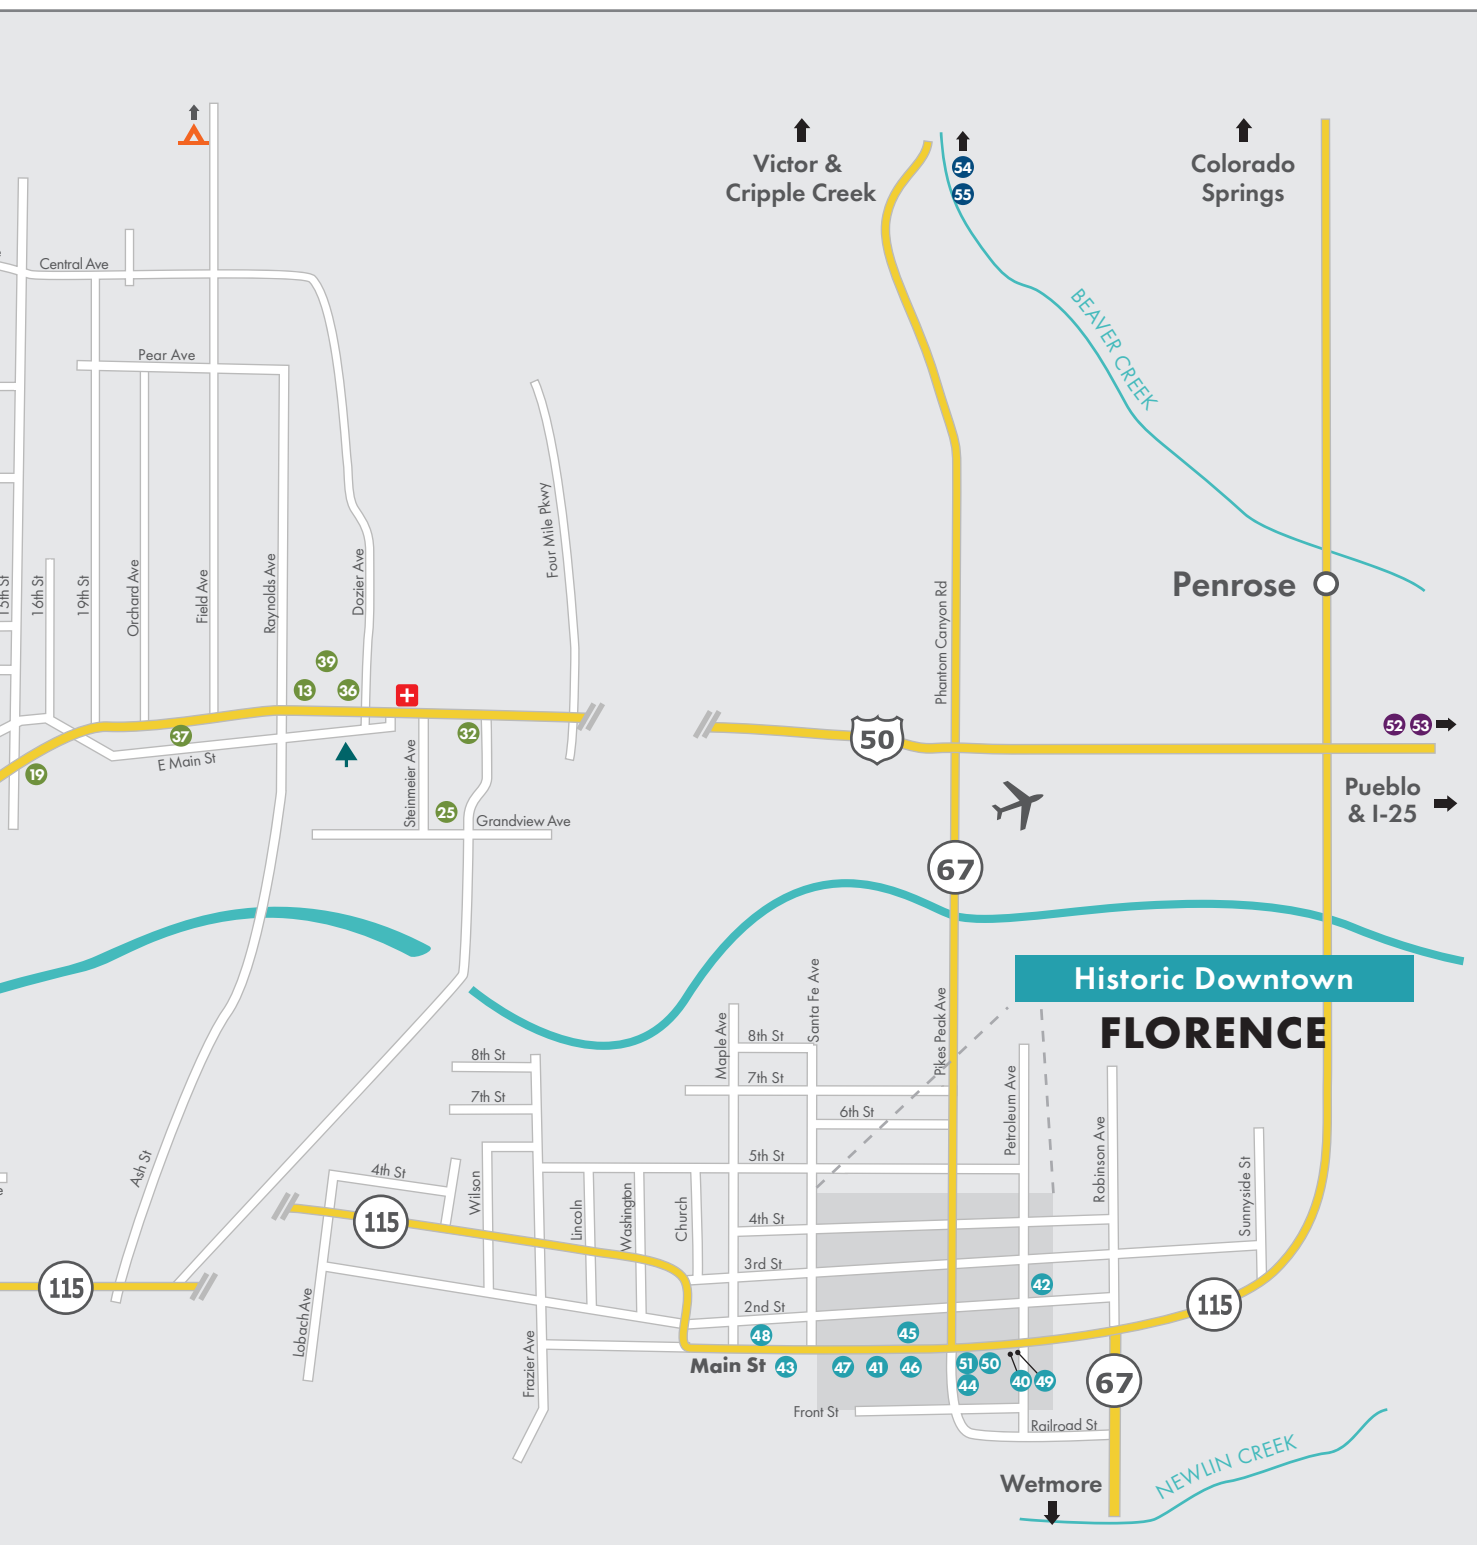 Victor &
Cripple Creek
54
55
Colorado
Springs
Central Ave
BEAVER CREEK
Pear Ave
Four Mile Pkwy
15th St
16th St
19th St
Orchard Ave
Field Ave
Raynolds Ave
Dozier Ave
Phantom Canyon Rd
Penrose
39
13
36
37
32
19
E Main St
Steinmeier Ave
25
Grandview Ave
50
52
53
Pueblo
& I-25
67
Historic Downtown
FLORENCE
Maple Ave
Santa Fe Ave
Pikes Peak Ave
Petroleum Ave
Robinson Ave
Sunnyside St
8th St
7th St
6th St
5th St
4th St
3rd St
2nd St
8th St
7th St
4th St
Ash St
Wilson
Lincoln
Washington
Church
115
115
Lobach Ave
Frazier Ave
42
115
48
45
Main St
43
47
41
46
51
50
44
40
49
67
Front St
Railroad St
Wetmore
NEWLIN CREEK